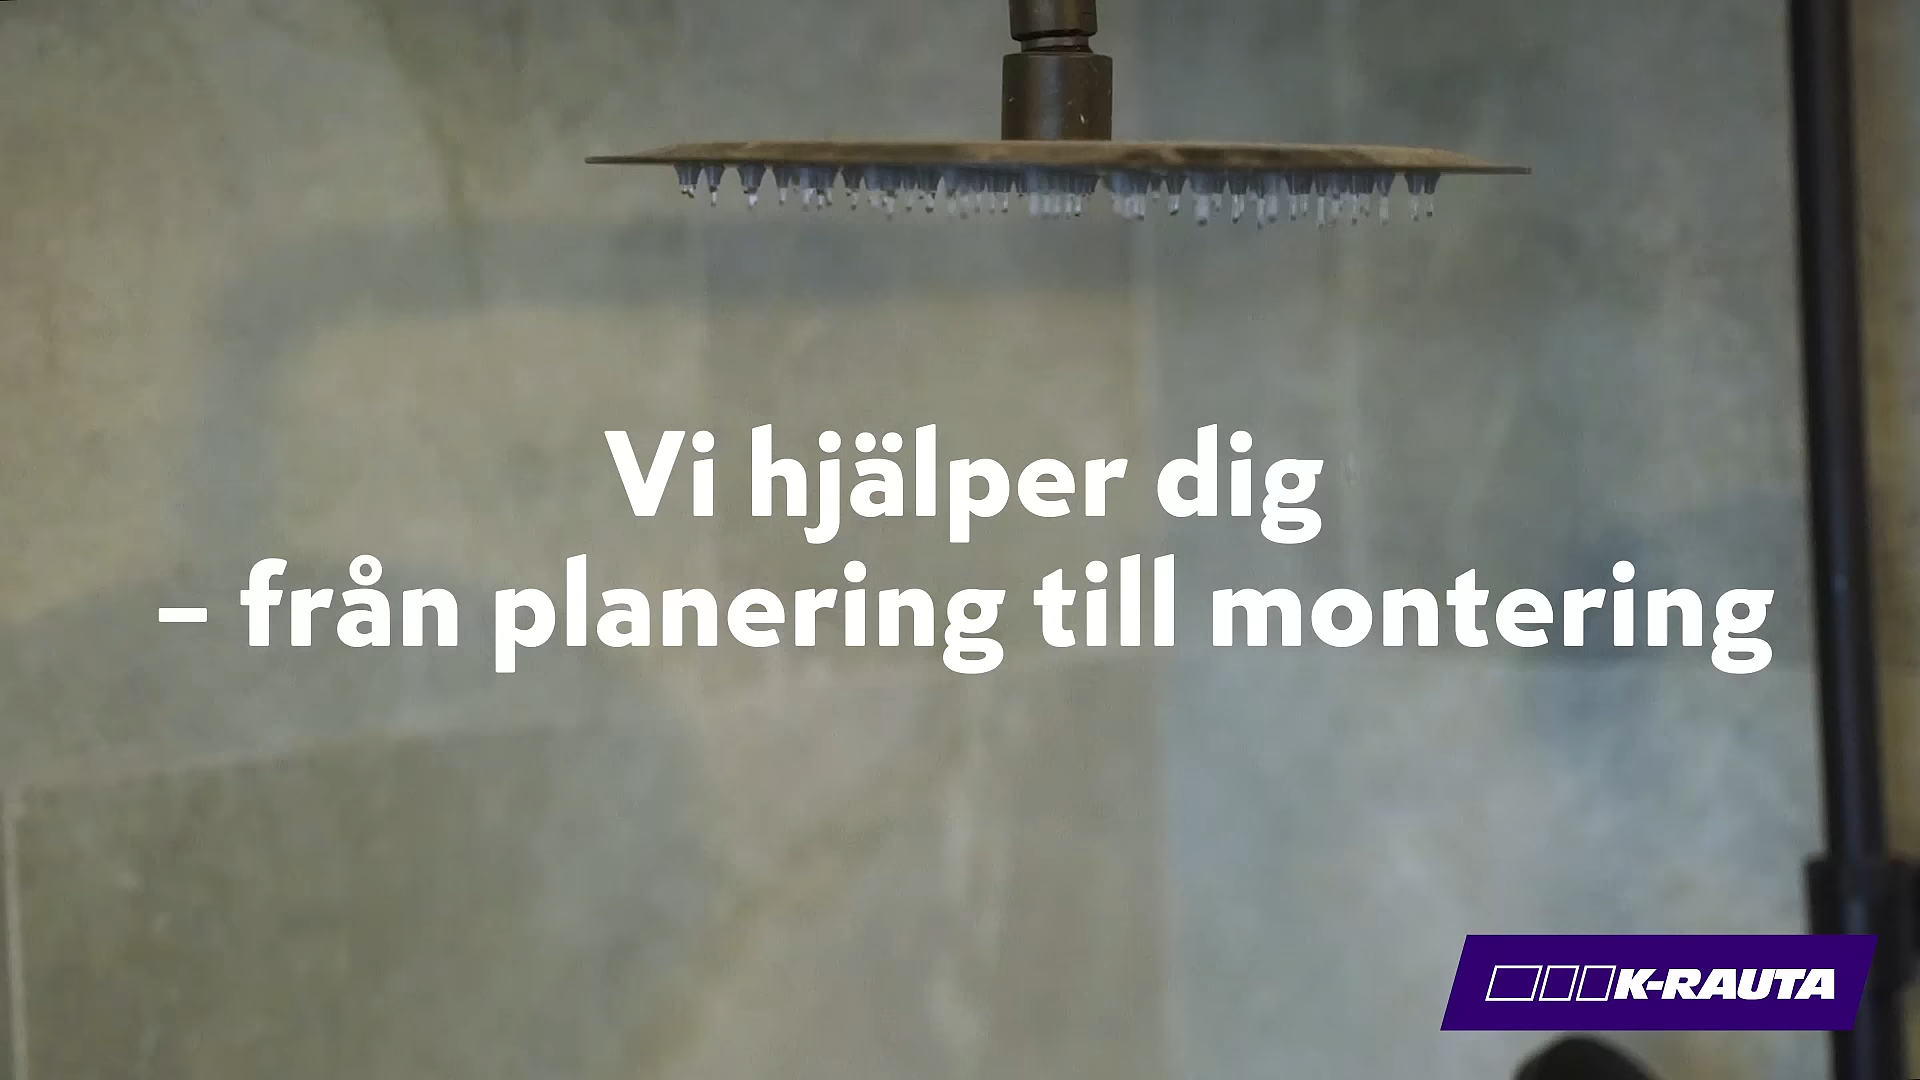 Vi hjälper dig
– från planering till montering
K-RAUTA